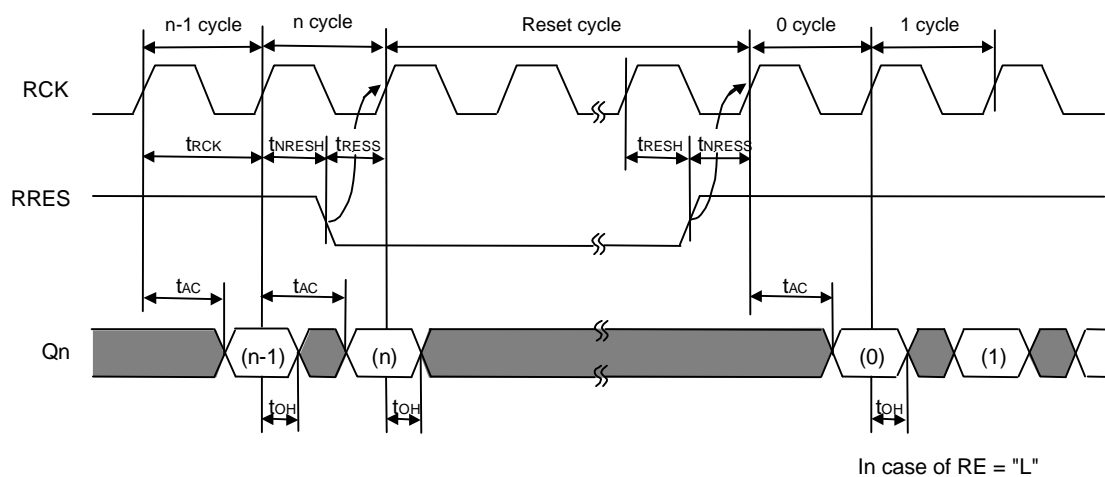 n-1 cycle n cycle Reset cycle 0 cycle 1 cycle
RCK
tRCK tNRESH tRESS tRESH tNRESS
RRES
tAC tAC tAC
Qn (n-1) (n) (0) (1)
tOH tOH tOH
In case of RE = "L"